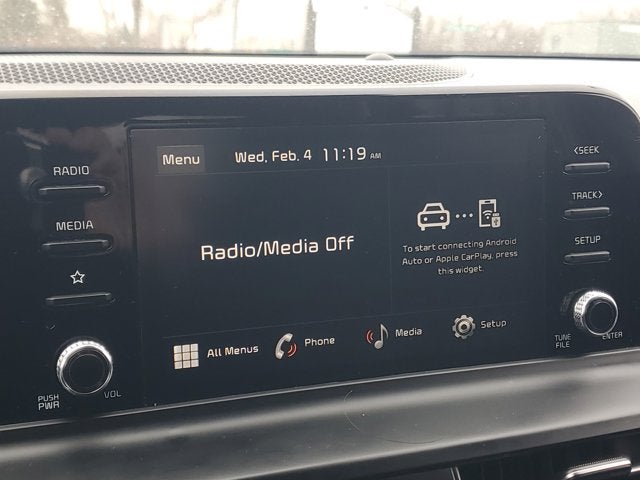 RADIO
MEDIA
PUSH
PWR
VOL
Menu
Wed, Feb. 4 11:19 AM
Radio/Media Off
To start connecting Android
Auto or Apple CarPlay, press
this widget.
All Menus
Phone
Media
Setup
<SEEK
TRACK>
SETUP
TUNE
FILE
ENTER